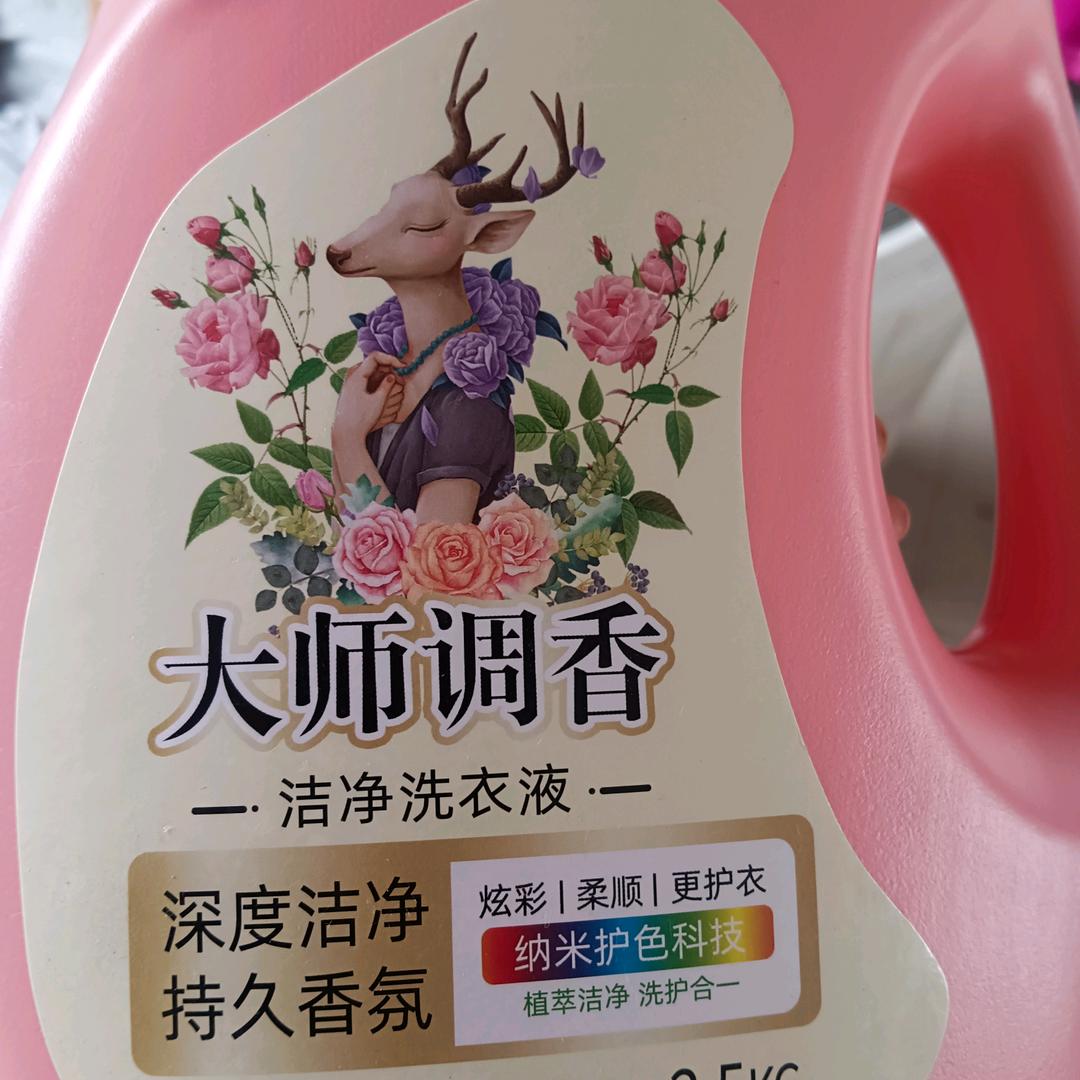 大师调香
洁净洗衣液
深度洁净
持久香氛
炫彩|柔顺|更护衣
纳米护色科技
植萃洁净 洗护合一